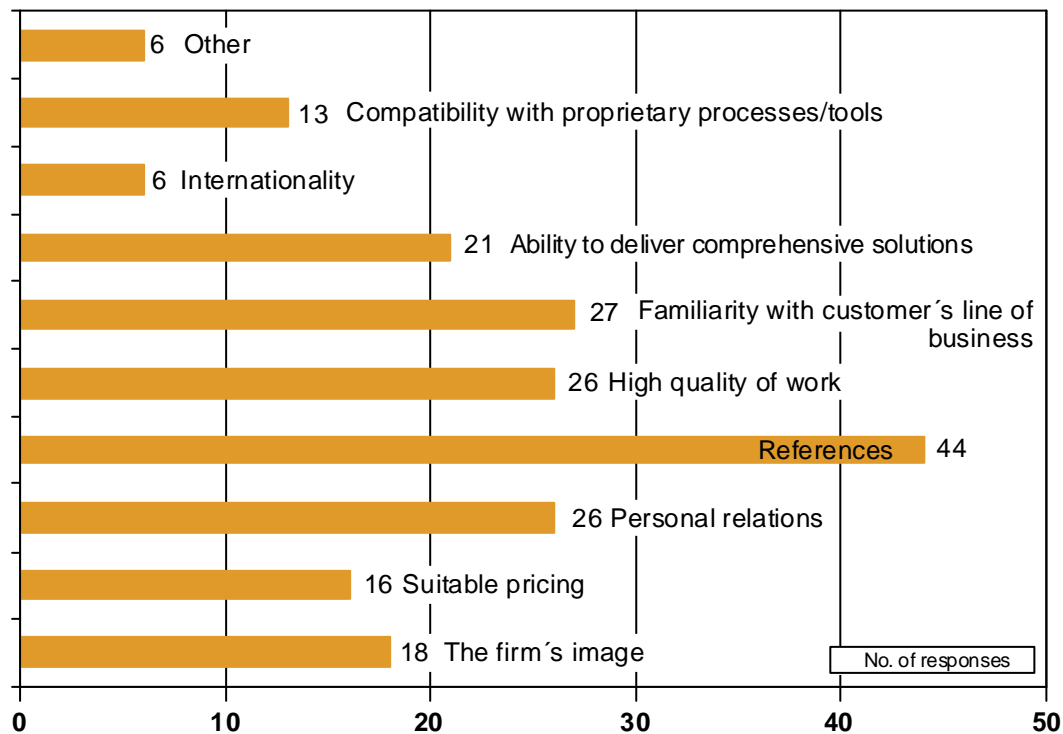 6 Other
13 Compatibility with proprietary processes/tools
6 Internationality
21 Ability to deliver comprehensive solutions
27 Familiarity with customer´s line of
business
26 High quality of work
References 44
26 Personal relations
16 Suitable pricing
18 The firm´s image
No. of responses
0 10 20 30 40 50